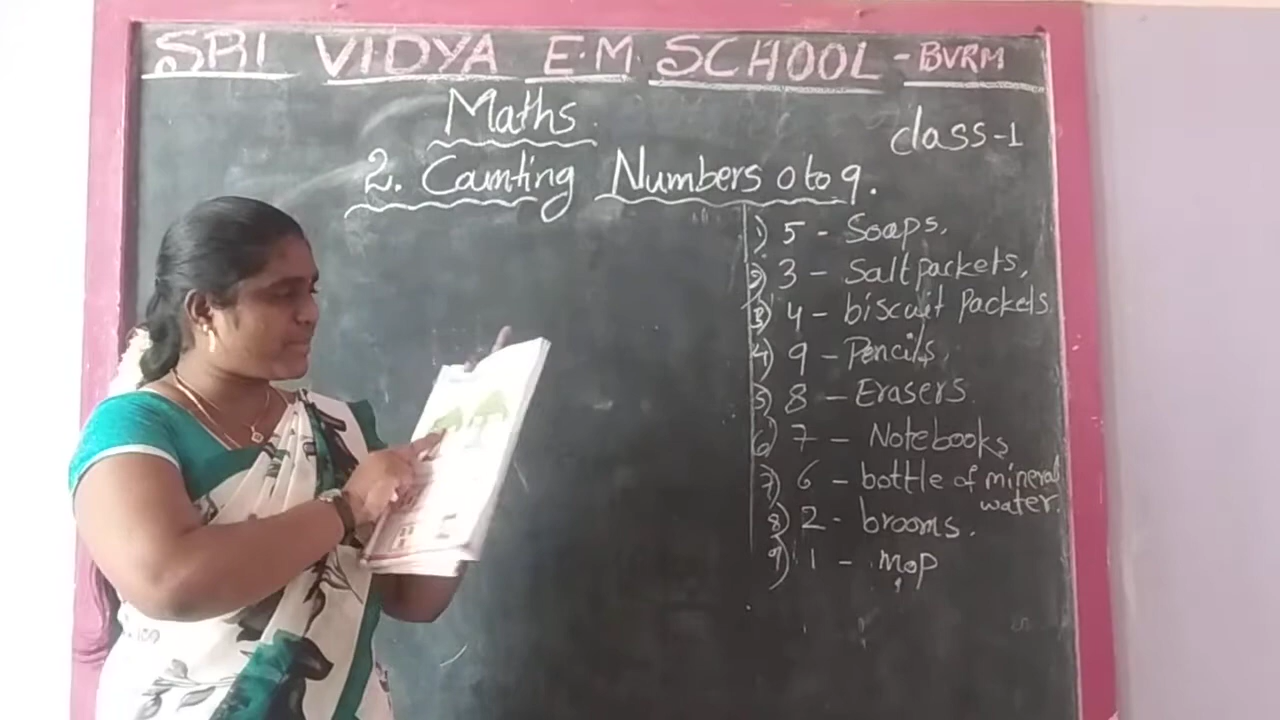 SRI VIDYA E.M SCHOOL - BVRM
Maths
class-1
2. Counting Numbers 0 to 9.
1) 5 - Soaps,
2) 3 - Salt packets,
3) 4 - biscuit Packets
4) 9 - Pencils,
5) 8 - Erasers
6) 7 - Notebooks
7) 6 - bottle of mineral
water.
8) 2 - brooms.
9) 1 - mop